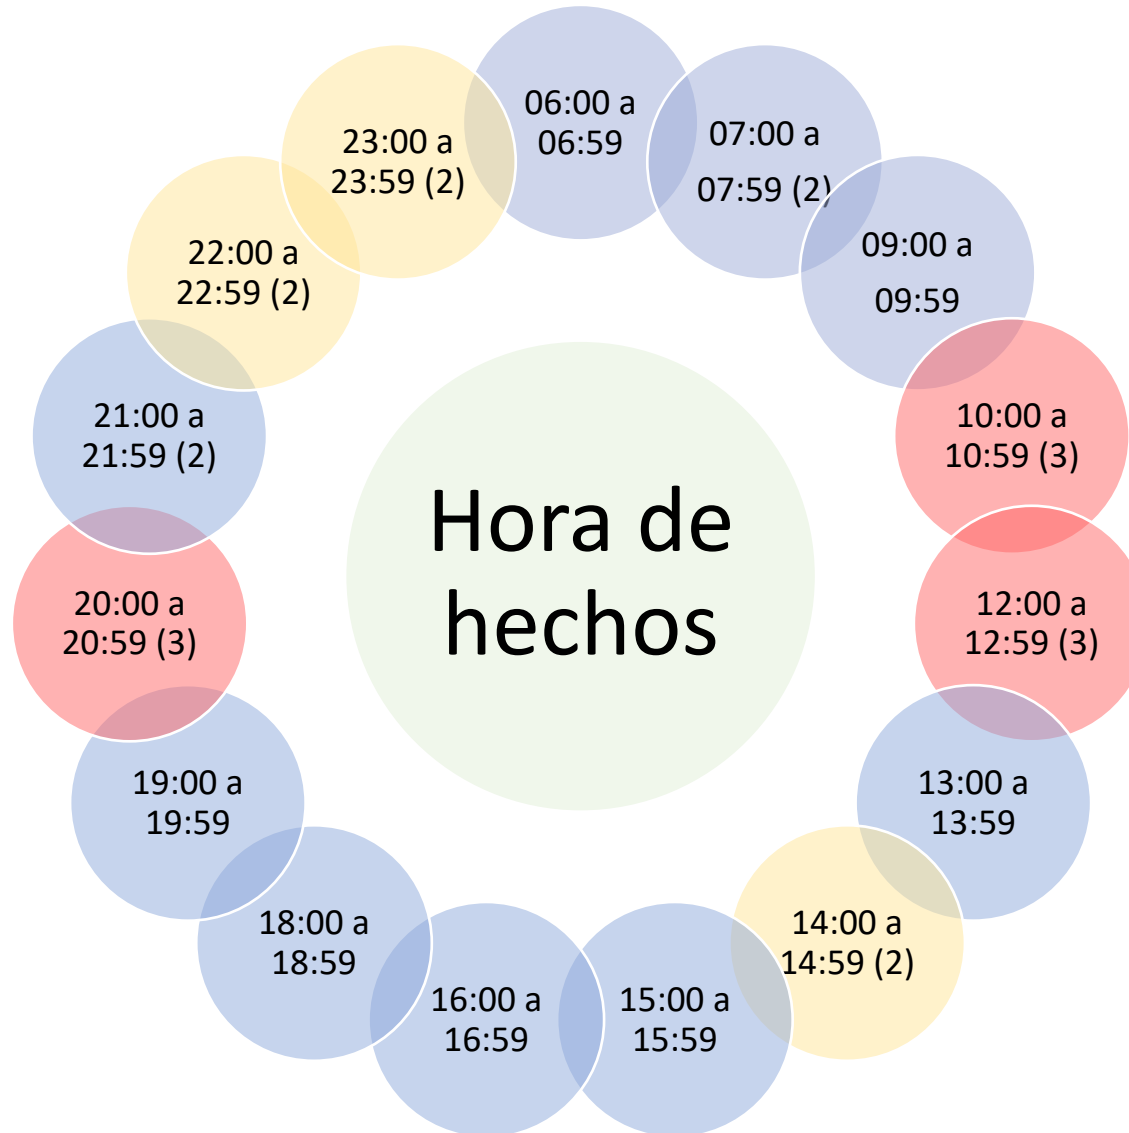 06:00 a
06:59
07:00 a
07:59 (2)
09:00 a
09:59
10:00 a
10:59 (3)
12:00 a
12:59 (3)
13:00 a
13:59
14:00 a
14:59 (2)
15:00 a
15:59
16:00 a
16:59
18:00 a
18:59
19:00 a
19:59
20:00 a
20:59 (3)
21:00 a
21:59 (2)
22:00 a
22:59 (2)
23:00 a
23:59 (2)
Hora de
hechos